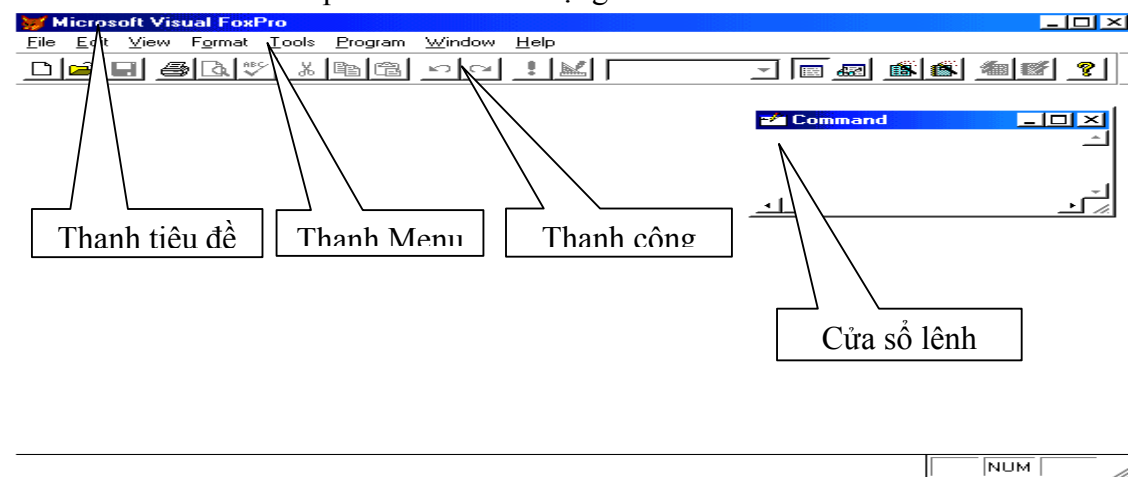 Microsoft Visual FoxPro
File Edit View Format Tools Program Window Help
ABC
Command
Thanh tiêu đề
Thanh Menu
Thanh công
Cửa sổ lênh
NUM